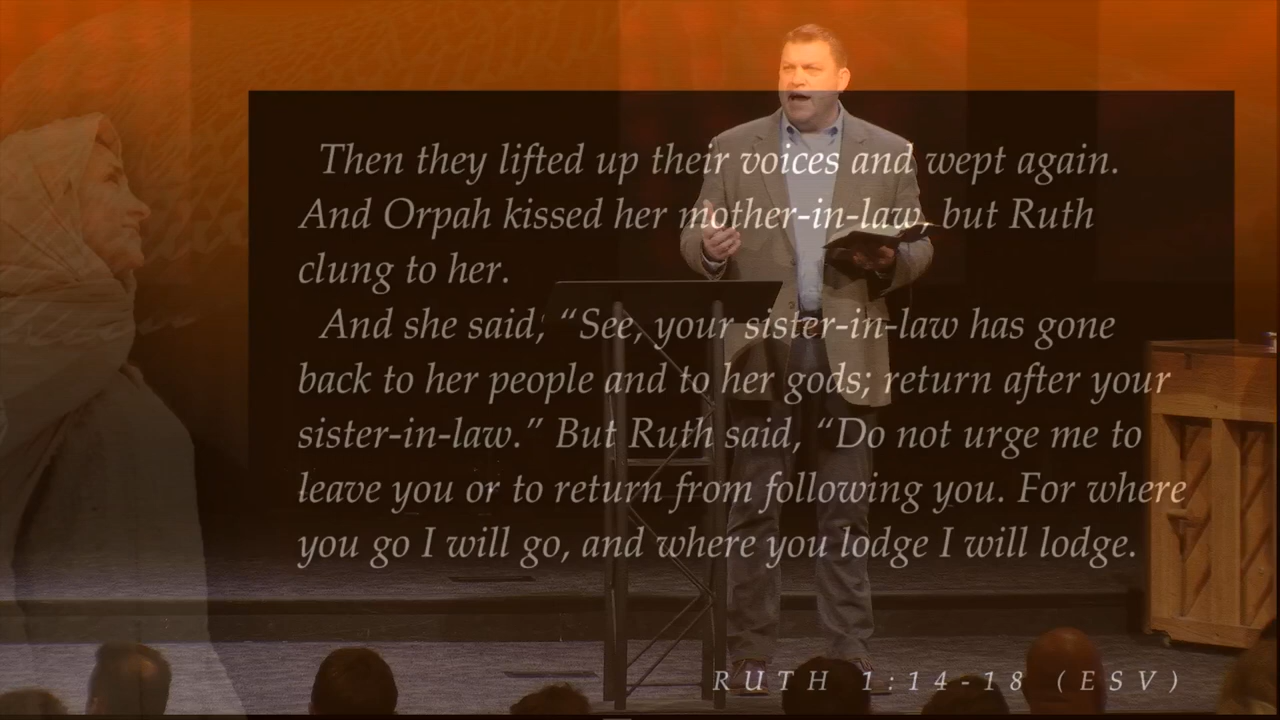 Then they lifted up their voices and wept again.
And Orpah kissed her mother-in-law, but Ruth
clung to her.
And she said, “See, your sister-in-law has gone
back to her people and to her gods; return after your
sister-in-law.” But Ruth said, “Do not urge me to
leave you or to return from following you. For where
you go I will go, and where you lodge I will lodge.
RUTH 1:14-18 (ESV)